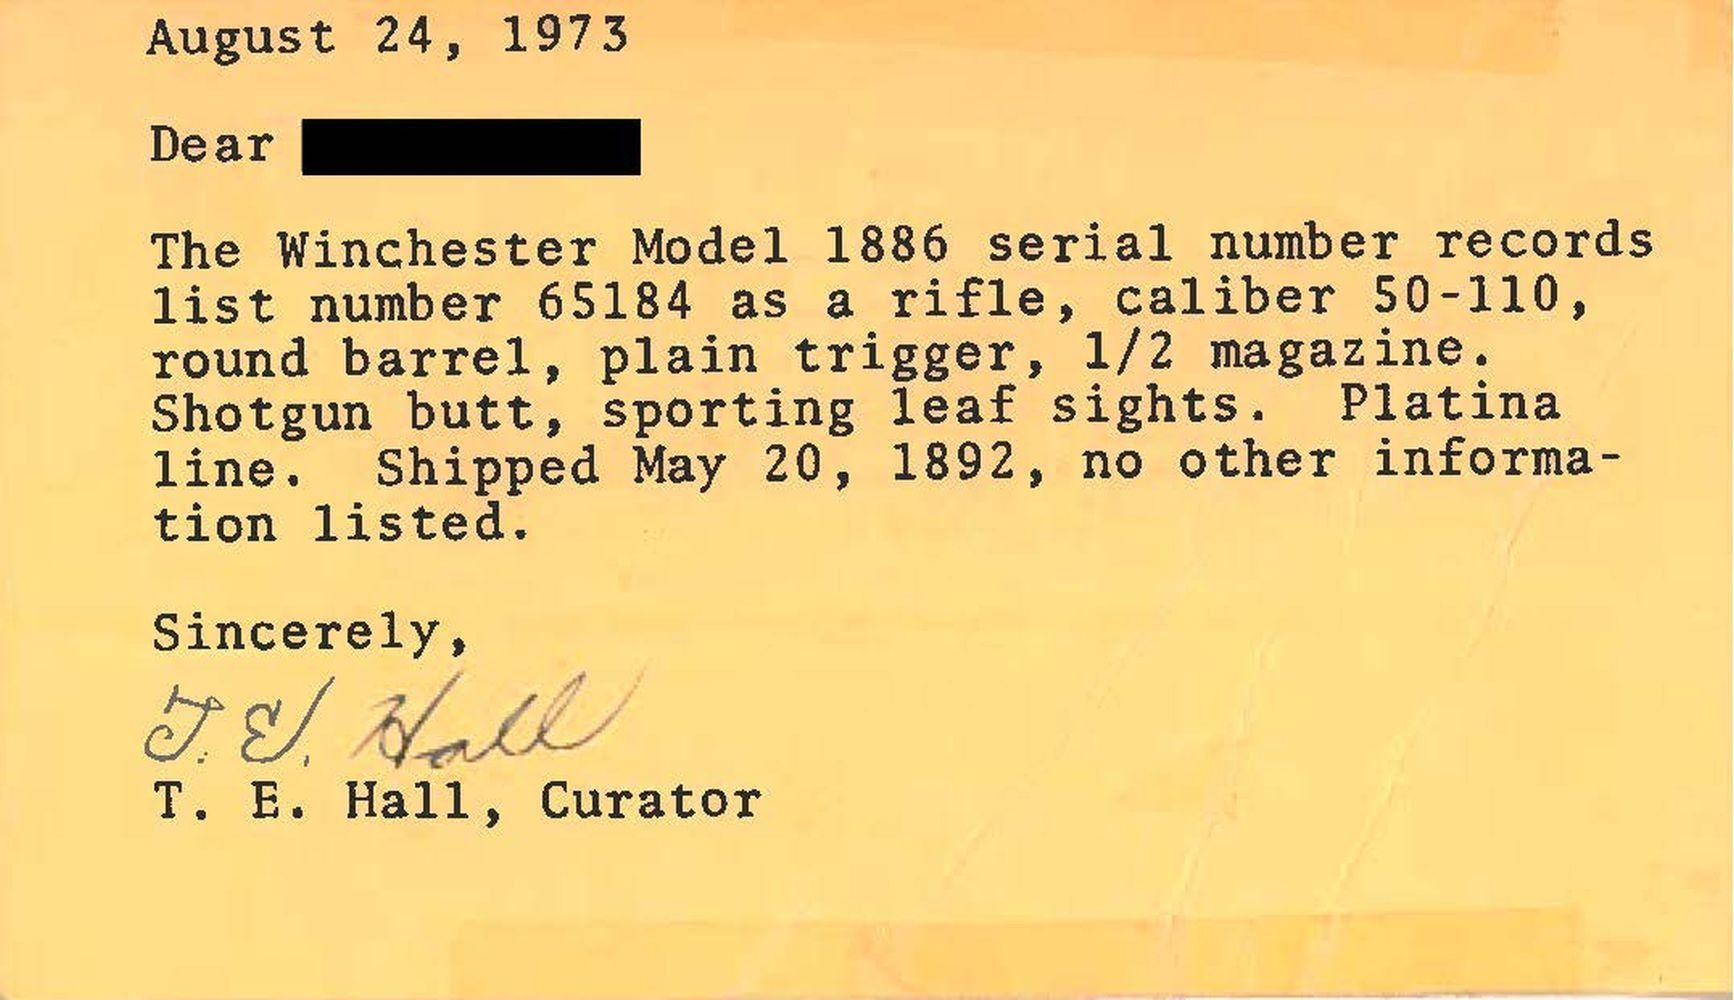 August 24, 1973
Dear
The Winchester Model 1886 serial number records
list number 65184 as a rifle, caliber 50-110,
round barrel, plain trigger, 1/2 magazine.
Shotgun butt, sporting leaf sights. Platina
line. Shipped May 20, 1892, no other informa-
tion listed.
Sincerely,
T. E. Hall
T. E. Hall, Curator